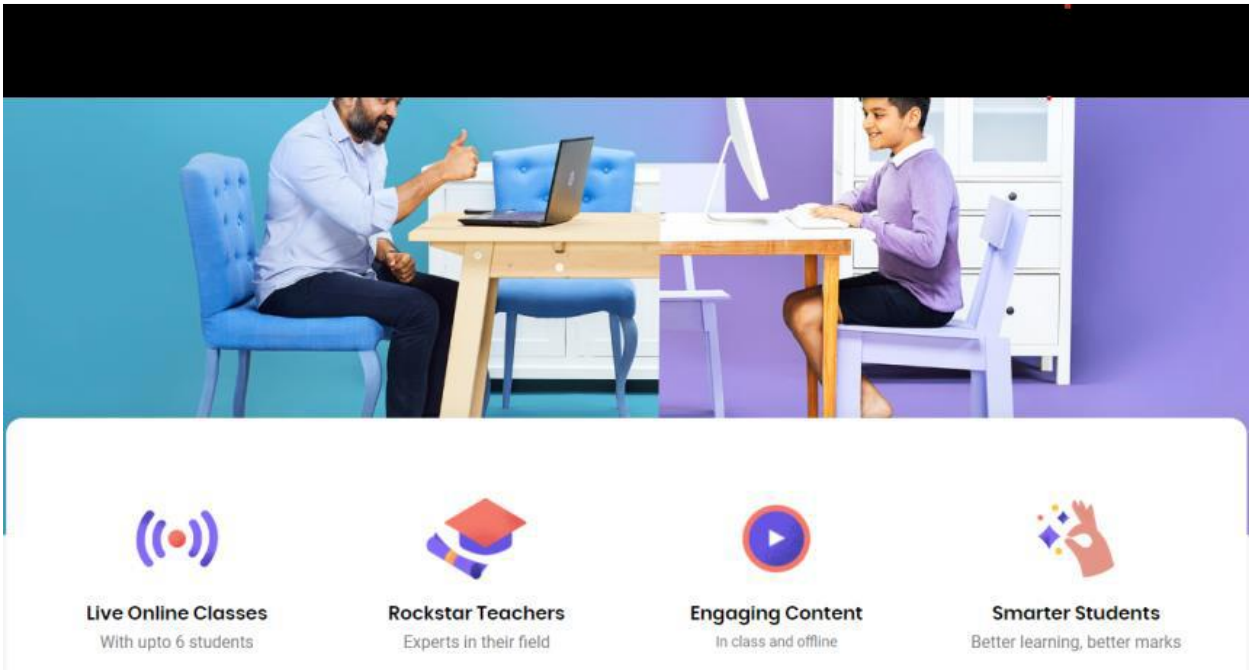 Live Online Classes
With upto 6 students
Rockstar Teachers
Experts in their field
Engaging Content
In class and offline
Smarter Students
Better learning, better marks